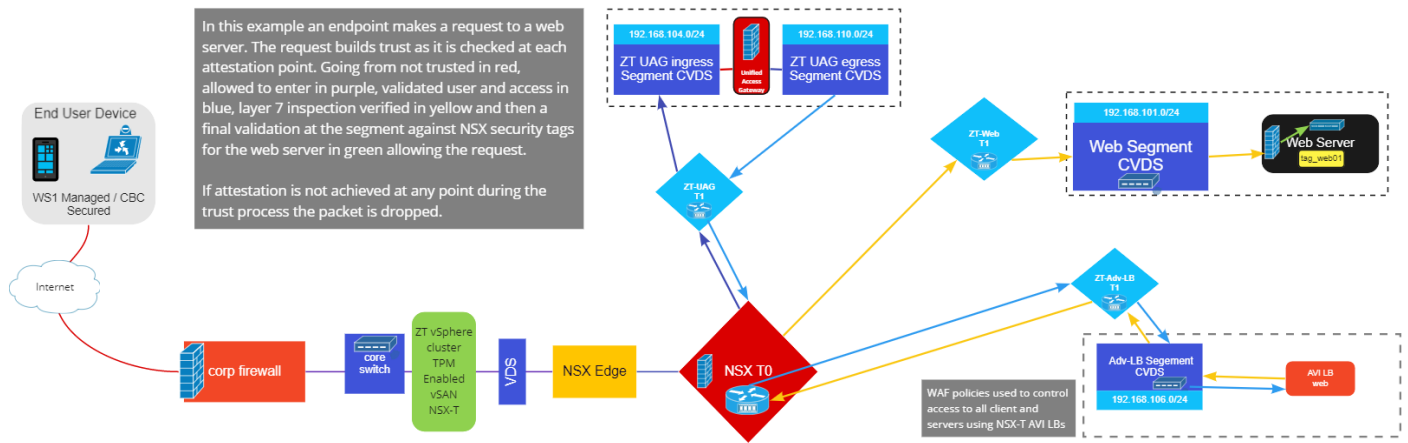 In this example an endpoint makes a request to a web
server. The request builds trust as it is checked at each
attestation point. Going from not trusted in red,
allowed to enter in purple, validated user and access in
blue, layer 7 inspection verified in yellow and then a
final validation at the segment against NSX security tags
for the web server in green allowing the request.
If attestation is not achieved at any point during the
trust process the packet is dropped.
End User Device
WS1 Managed / CBC
Secured
Internet
corp firewall
core
switch
ZT vSphere
cluster
TPM
Enabled
vSAN
NSX-T
VDS
NSX Edge
NSX T0
ZT-UAG
T1
192.168.104.0/24
ZT UAG ingress
Segment CVDS
Unified
Access
Gateway
192.168.110.0/24
ZT UAG egress
Segment CVDS
ZT-Web
T1
192.168.101.0/24
Web Segment
CVDS
Web Server
tag_web01
ZT-Adv-LB
T1
Adv-LB Segement
CVDS
192.168.106.0/24
AVI LB
web
WAF policies used to control
access to all client and
servers using NSX-T AVI LBs